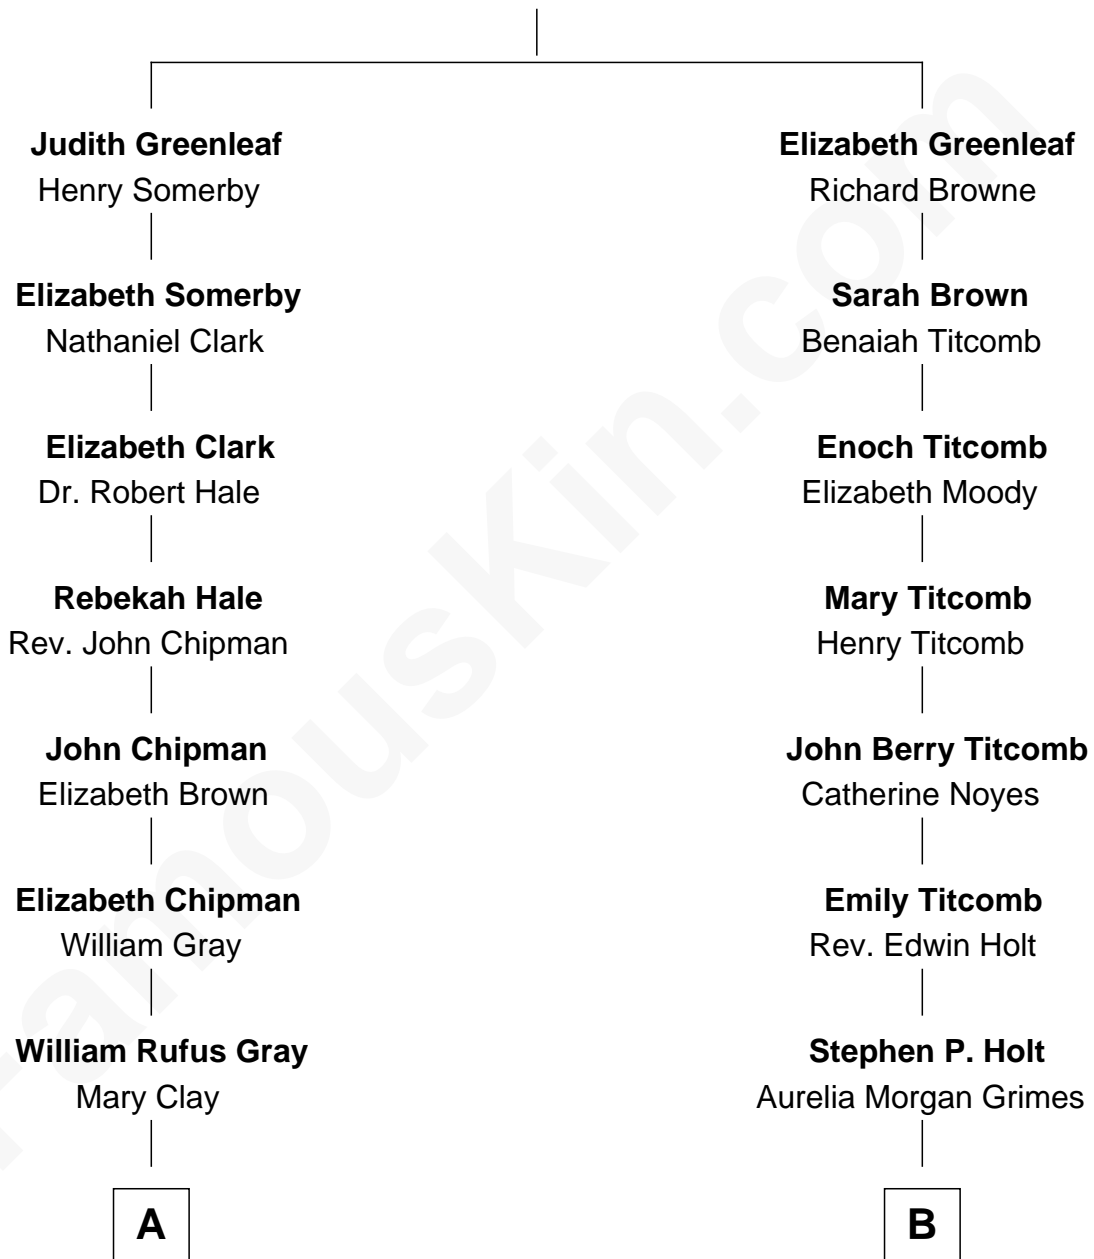 Judith Greenleaf
Henry Somerby
Elizabeth Somerby
Nathaniel Clark
Elizabeth Clark
Dr. Robert Hale
Rebekah Hale
Rev. John Chipman
John Chipman
Elizabeth Brown
Elizabeth Chipman
William Gray
William Rufus Gray
Mary Clay
A
Elizabeth Greenleaf
Richard Browne
Sarah Brown
Benaiah Titcomb
Enoch Titcomb
Elizabeth Moody
Mary Titcomb
Henry Titcomb
John Berry Titcomb
Catherine Noyes
Emily Titcomb
Rev. Edwin Holt
Stephen P. Holt
Aurelia Morgan Grimes
B
FamousKin.com